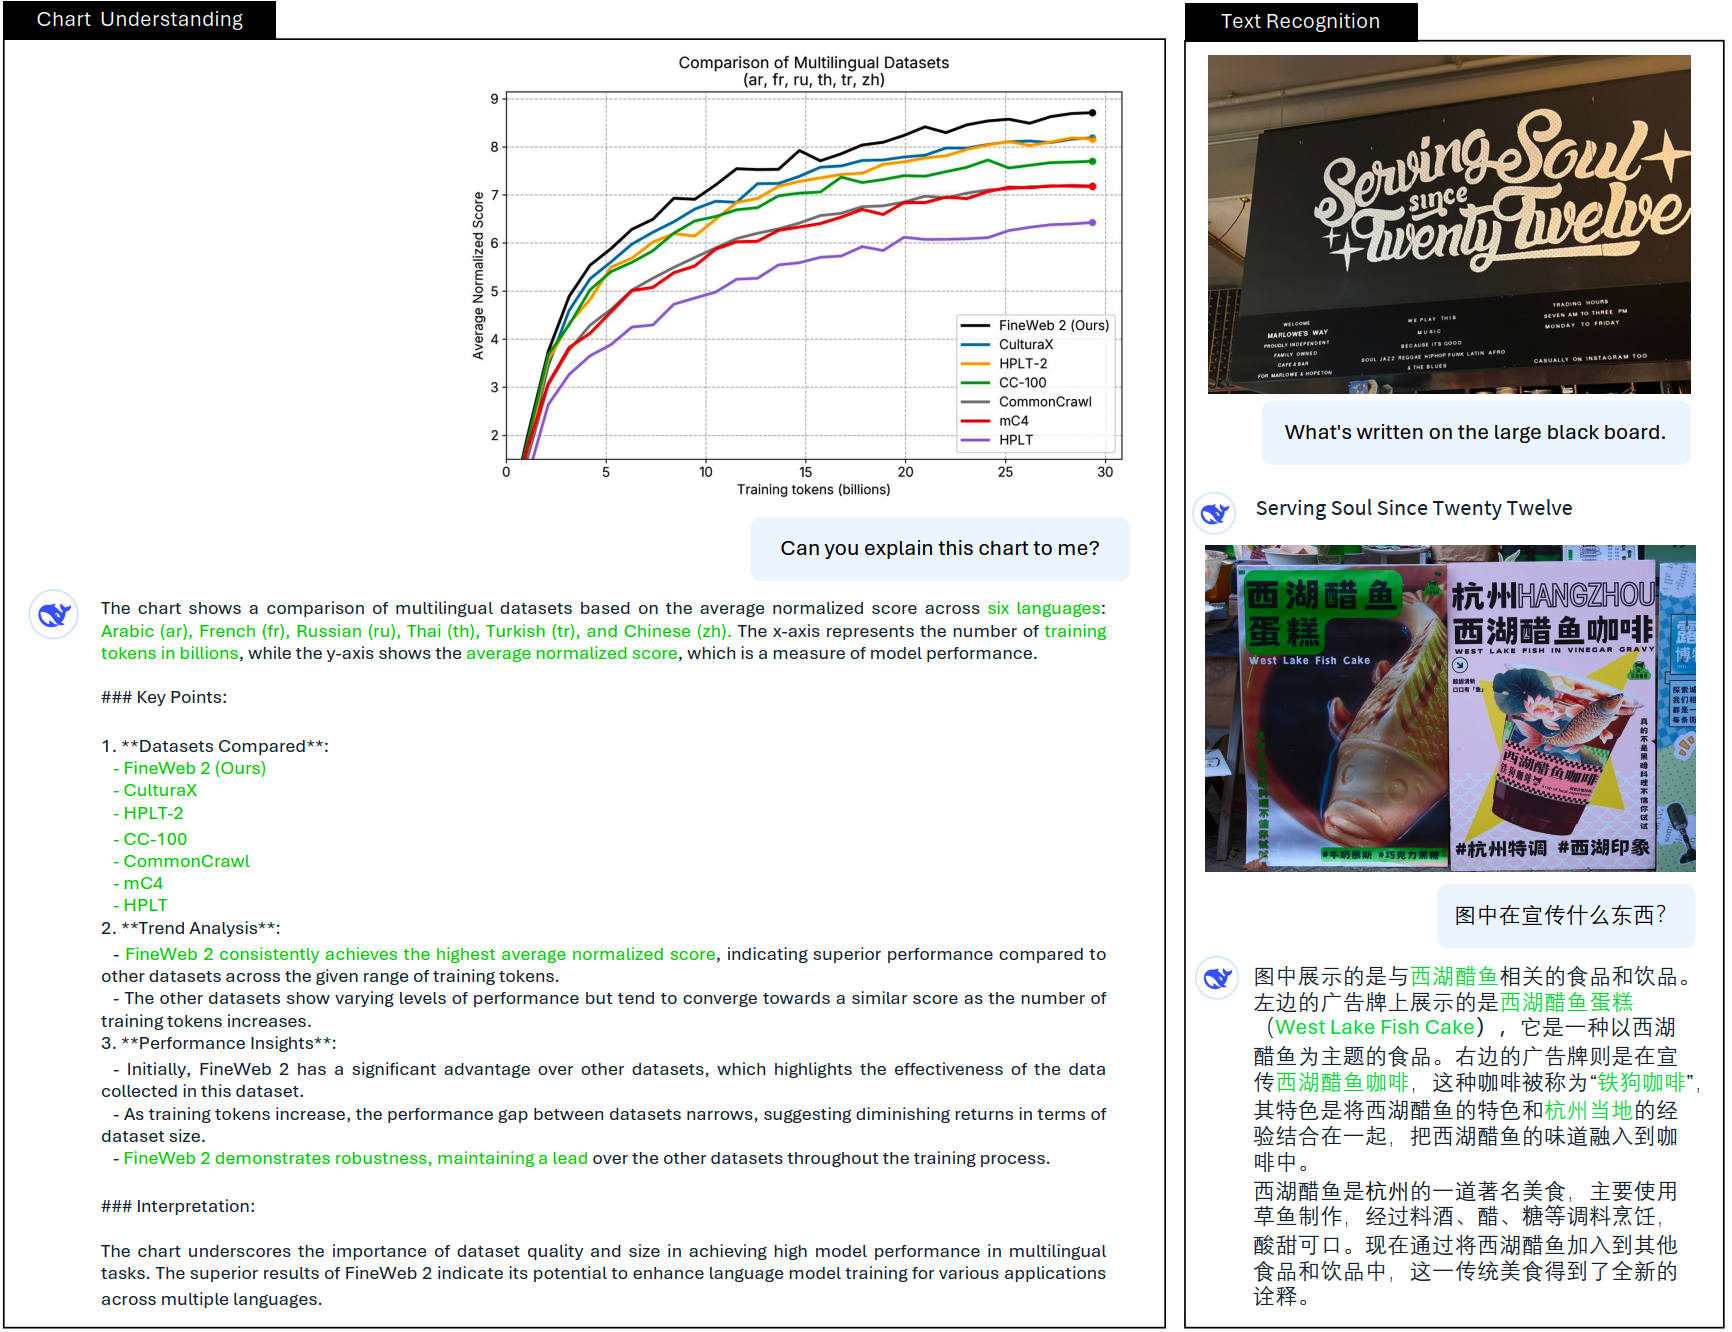 Chart Understanding
Comparison of Multilingual Datasets
(ar, fr, ru, th, tr, zh)
Average Normalized Score
9
8
7
6
5
4
3
2
0
5
10
15
20
25
30
Training tokens (billions)
FineWeb 2 (Ours)
CulturaX
HPLT-2
CC-100
CommonCrawl
mC4
HPLT
Can you explain this chart to me?
The chart shows a comparison of multilingual datasets based on the average normalized score across six languages:
Arabic (ar), French (fr), Russian (ru), Thai (th), Turkish (tr), and Chinese (zh). The x-axis represents the number of training
tokens in billions, while the y-axis shows the average normalized score, which is a measure of model performance.
### Key Points:
1. **Datasets Compared**:
- FineWeb 2 (Ours)
- CulturaX
- HPLT-2
- CC-100
- CommonCrawl
- mC4
- HPLT
2. **Trend Analysis**:
- FineWeb 2 consistently achieves the highest average normalized score, indicating superior performance compared to
other datasets across the given range of training tokens.
- The other datasets show varying levels of performance but tend to converge towards a similar score as the number of
training tokens increases.
3. **Performance Insights**:
- Initially, FineWeb 2 has a significant advantage over other datasets, which highlights the effectiveness of the data
collected in this dataset.
- As training tokens increase, the performance gap between datasets narrows, suggesting diminishing returns in terms of
dataset size.
- FineWeb 2 demonstrates robustness, maintaining a lead over the other datasets throughout the training process.
### Interpretation:
The chart underscores the importance of dataset quality and size in achieving high model performance in multilingual
tasks. The superior results of FineWeb 2 indicate its potential to enhance language model training for various applications
across multiple languages.
Text Recognition
Serving Soul
since
Twenty Twelve
WELCOME
MARLOWE'S WAY
PROUDLY INDEPENDENT
FAMILY OWNED
CAFE & BAR
FOR MARLOWE & HOPETON
WE PLAY THIS
MUSIC
BECAUSE IT'S GOOD
SOUL JAZZ REGGAE HIPHOP FUNK LATIN AFRO
& THE BLUES
TRADING HOURS
SEVEN AM TO THREE PM
MONDAY TO FRIDAY
CASUALLY ON INSTAGRAM TOO
What's written on the large black board.
Serving Soul Since Twenty Twelve
西湖醋鱼
蛋糕
West Lake Fish Cake
#牛奶慕斯 #巧克力黑糖
杭州HANGZHOU
西湖醋鱼咖啡
WEST LAKE FISH IN VINEGAR GRAVY
真的不是黑暗料理不信你试试
西湖醋鱼咖啡
#杭州特调 #西湖印象
图中在宣传什么东西？
图中展示的是与西湖醋鱼相关的食品和饮品。
左边的广告牌上展示的是西湖醋鱼蛋糕
（West Lake Fish Cake），它是一种以西湖
醋鱼为主题的食品。右边的广告牌则是在宣
传西湖醋鱼咖啡，这种咖啡被称为“铁狗咖啡”，
其特色是将西湖醋鱼的特色和杭州当地的经
验结合在一起，把西湖醋鱼的味道融入到咖
啡中。
西湖醋鱼是杭州的一道著名美食，主要使用
草鱼制作，经过料酒、醋、糖等调料烹饪，
酸甜可口。现在通过将西湖醋鱼加入到其他
食品和饮品中，这一传统美食得到了全新的
诠释。